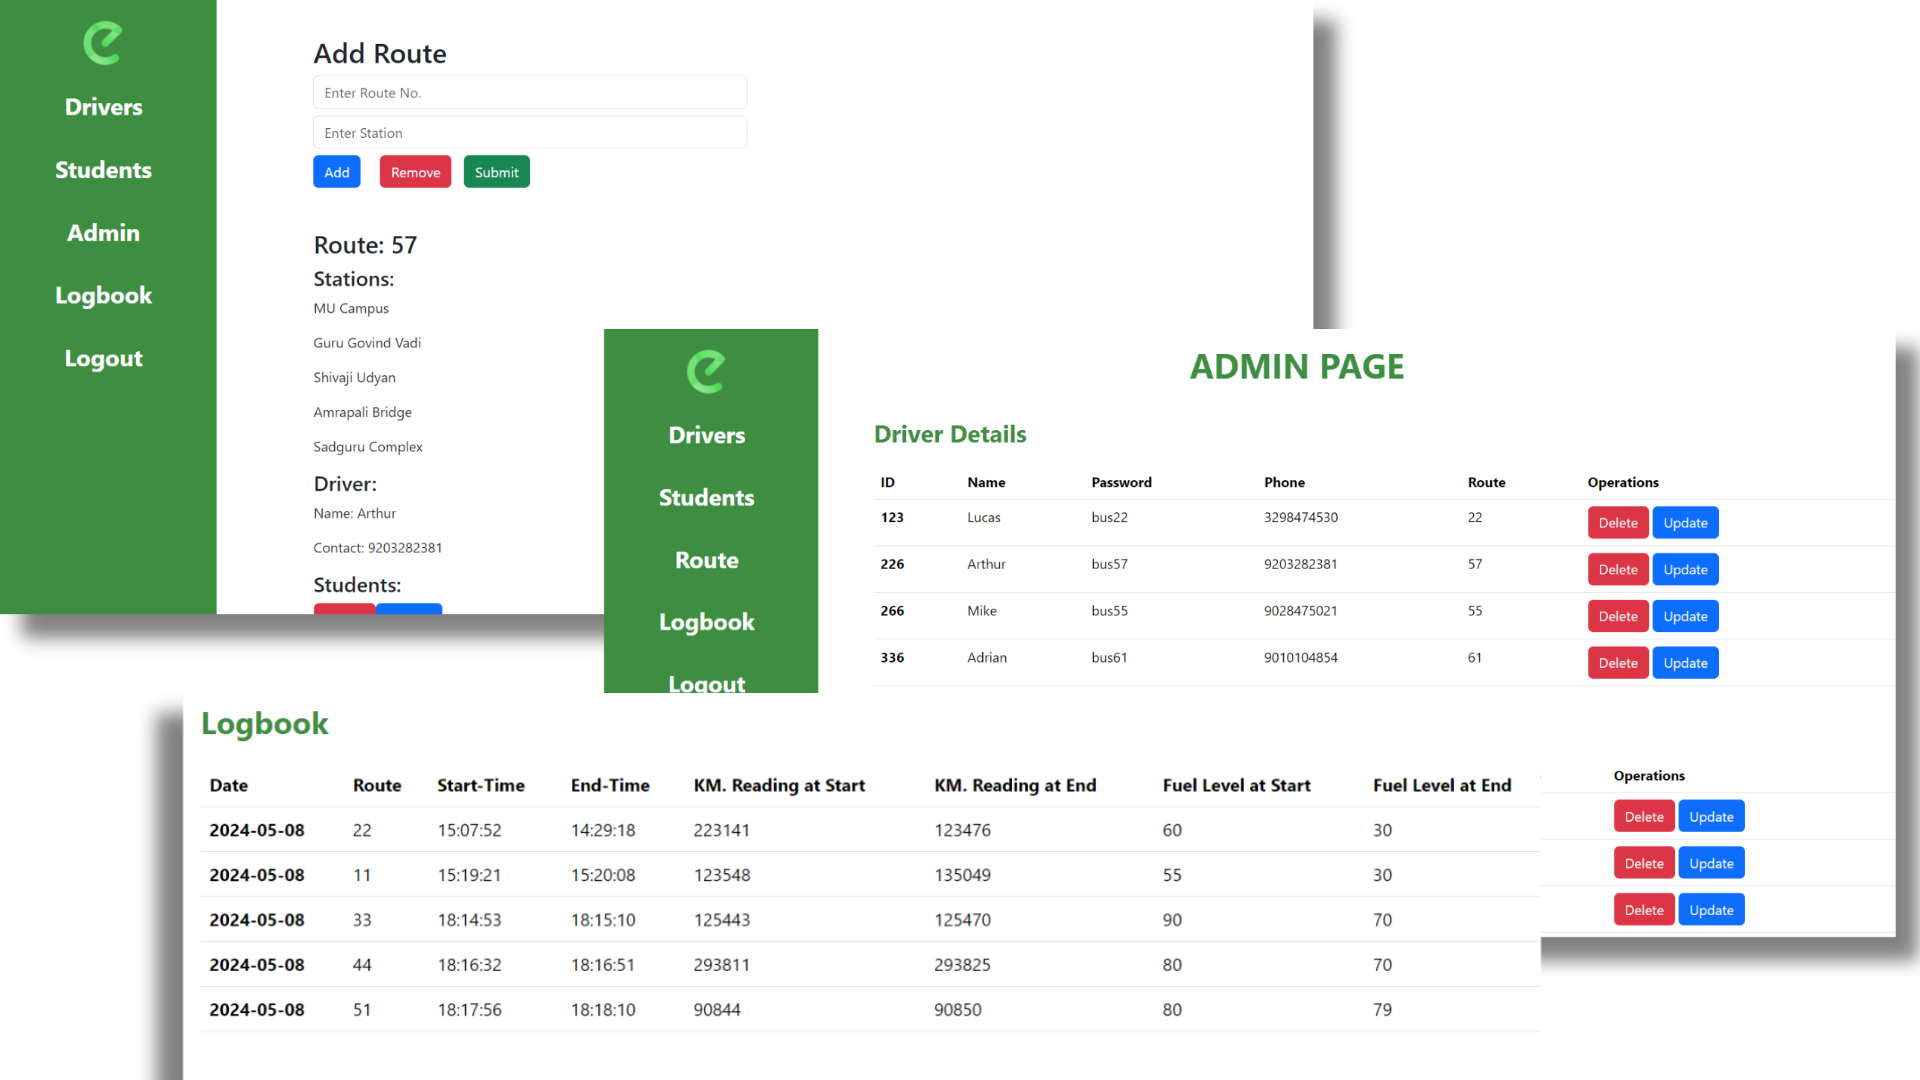 Drivers
Students
Admin
Logbook
Logout
Add Route
Enter Route No.
Enter Station
Add Remove Submit
Route: 57
Stations:
MU Campus
Guru Govind Vadi
Shivaji Udyan
Amrapali Bridge
Sadguru Complex
Driver:
Name: Arthur
Contact: 9203282381
Students:
Drivers
Students
Route
Logbook
Logout
ADMIN PAGE
Driver Details
ID Name Password Phone Route Operations
123 Lucas bus22 3298474530 22 Delete Update
226 Arthur bus57 9203282381 57 Delete Update
266 Mike bus55 9028475021 55 Delete Update
336 Adrian bus61 9010104854 61 Delete Update
Operations
Delete Update
Delete Update
Delete Update
Logbook
Date Route Start-Time End-Time KM. Reading at Start KM. Reading at End Fuel Level at Start Fuel Level at End
2024-05-08 22 15:07:52 14:29:18 223141 123476 60 30
2024-05-08 11 15:19:21 15:20:08 123548 135049 55 30
2024-05-08 33 18:14:53 18:15:10 125443 125470 90 70
2024-05-08 44 18:16:32 18:16:51 293811 293825 80 70
2024-05-08 51 18:17:56 18:18:10 90844 90850 80 79